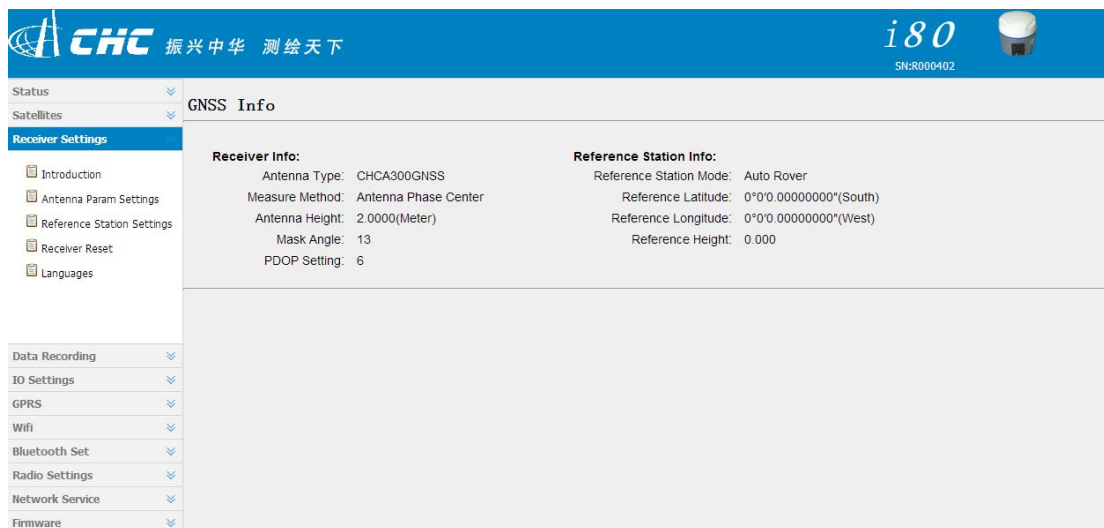 CHC 振兴中华 测绘天下
i80
SN:R000402
Status
Satellites
Receiver Settings
Introduction
Antenna Param Settings
Reference Station Settings
Receiver Reset
Languages
Data Recording
IO Settings
GPRS
Wifi
Bluetooth Set
Radio Settings
Network Service
Firmware
GNSS Info
Receiver Info:
Antenna Type: CHCA300GNSS
Measure Method: Antenna Phase Center
Antenna Height: 2.0000(Meter)
Mask Angle: 13
PDOP Setting: 6
Reference Station Info:
Reference Station Mode: Auto Rover
Reference Latitude: 0°0'0.00000000"(South)
Reference Longitude: 0°0'0.00000000"(West)
Reference Height: 0.000